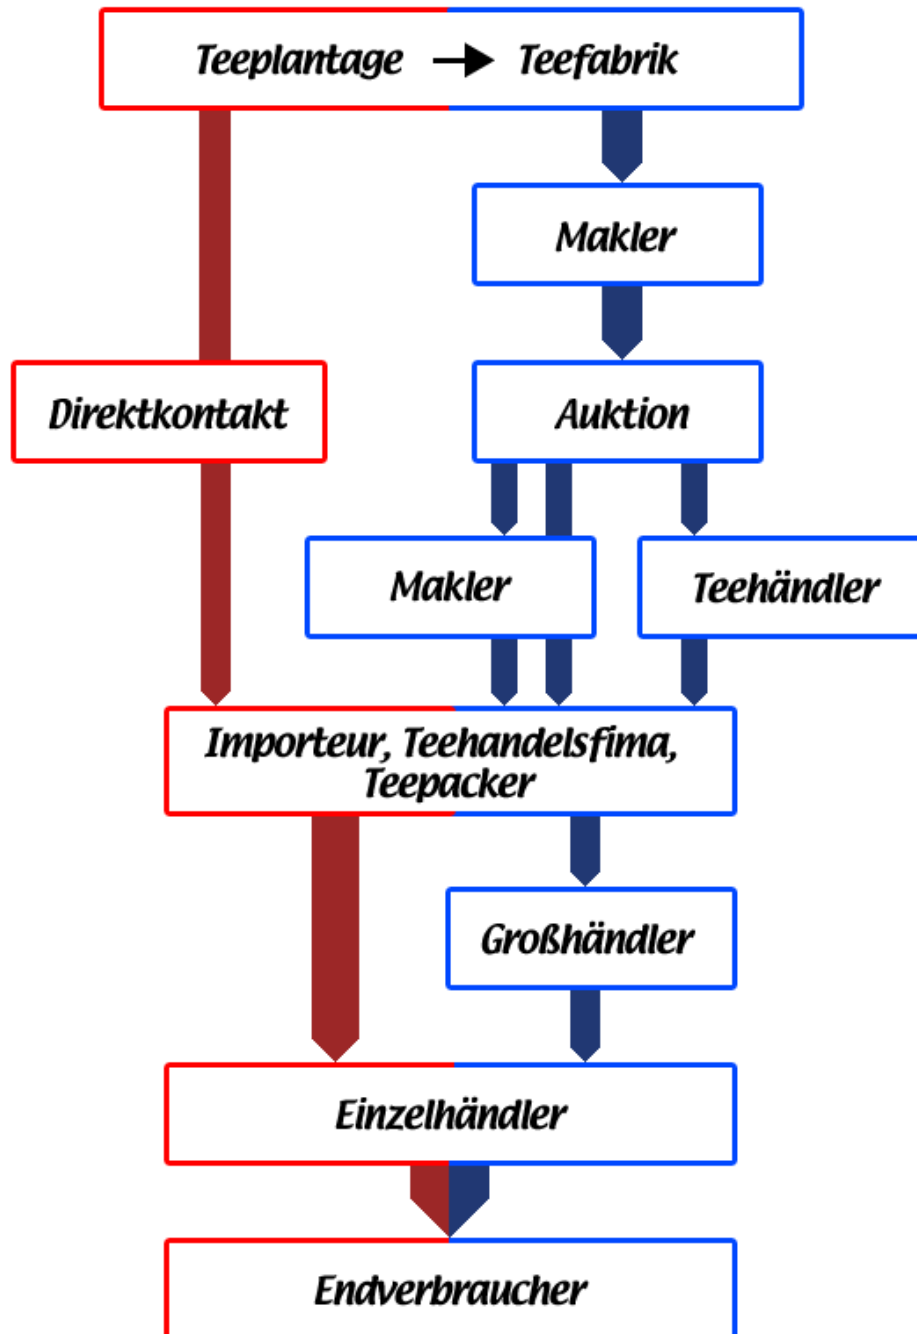 Teeplantage → Teefabrik
Makler
Direktkontakt
Auktion
Makler
Teehändler
Importeur, Teehandelsfima,
Teepacker
Großhändler
Einzelhändler
Endverbraucher